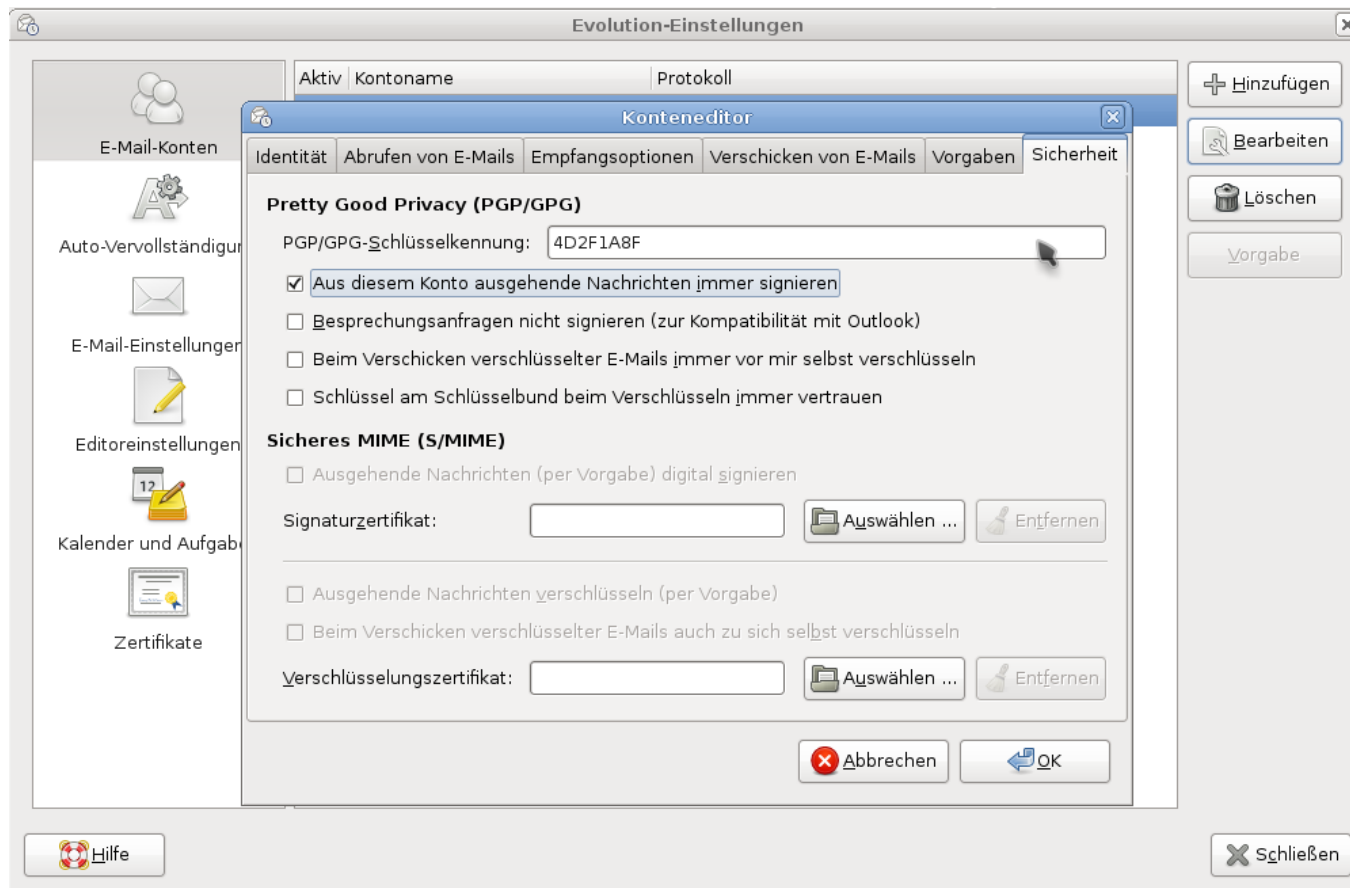 Evolution-Einstellungen
Aktiv Kontoname Protokoll
Hinzufügen
Bearbeiten
Löschen
Vorgabe
E-Mail-Konten
Auto-Vervollständigun
E-Mail-Einstellungen
Editoreinstellungen
12
Kalender und Aufgabe
Zertifikate
Konteneditor
Identität Abrufen von E-Mails Empfangsoptionen Verschicken von E-Mails Vorgaben Sicherheit
Pretty Good Privacy (PGP/GPG)
PGP/GPG-Schlüsselkennung: 4D2F1A8F
Aus diesem Konto ausgehende Nachrichten immer signieren
Besprechungsanfragen nicht signieren (zur Kompatibilität mit Outlook)
Beim Verschicken verschlüsselter E-Mails immer vor mir selbst verschlüsseln
Schlüssel am Schlüsselbund beim Verschlüsseln immer vertrauen
Sicheres MIME (S/MIME)
Ausgehende Nachrichten (per Vorgabe) digital signieren
Signaturzertifikat: Auswählen ... Entfernen
Ausgehende Nachrichten verschlüsseln (per Vorgabe)
Beim Verschicken verschlüsselter E-Mails auch zu sich selbst verschlüsseln
Verschlüsselungszertifikat: Auswählen ... Entfernen
Abbrechen OK
Hilfe Schließen